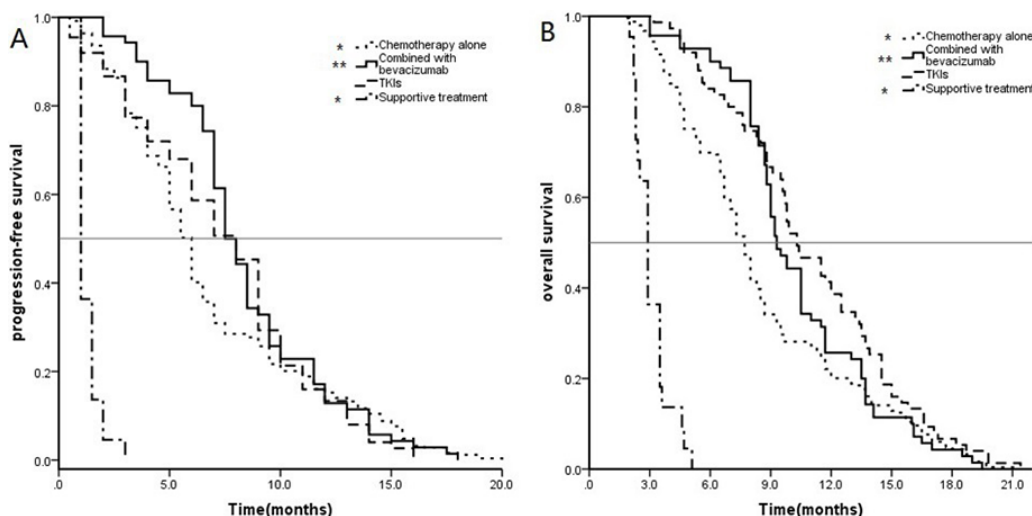 A
* Chemotherapy alone
** Combined with
bevacizumab
TKIs
* Supportive treatment
progression-free survival
1.0
0.8
0.6
0.4
0.2
0.0
.0 5.0 10.0 15.0 20.0
Time(months)
B
* Chemotherapy alone
** Combined with
bevacizumab
TKIs
* Supportive treatment
overall survival
1.0
0.8
0.6
0.4
0.2
0.0
.0 3.0 6.0 9.0 12.0 15.0 18.0 21.0
Time(months)